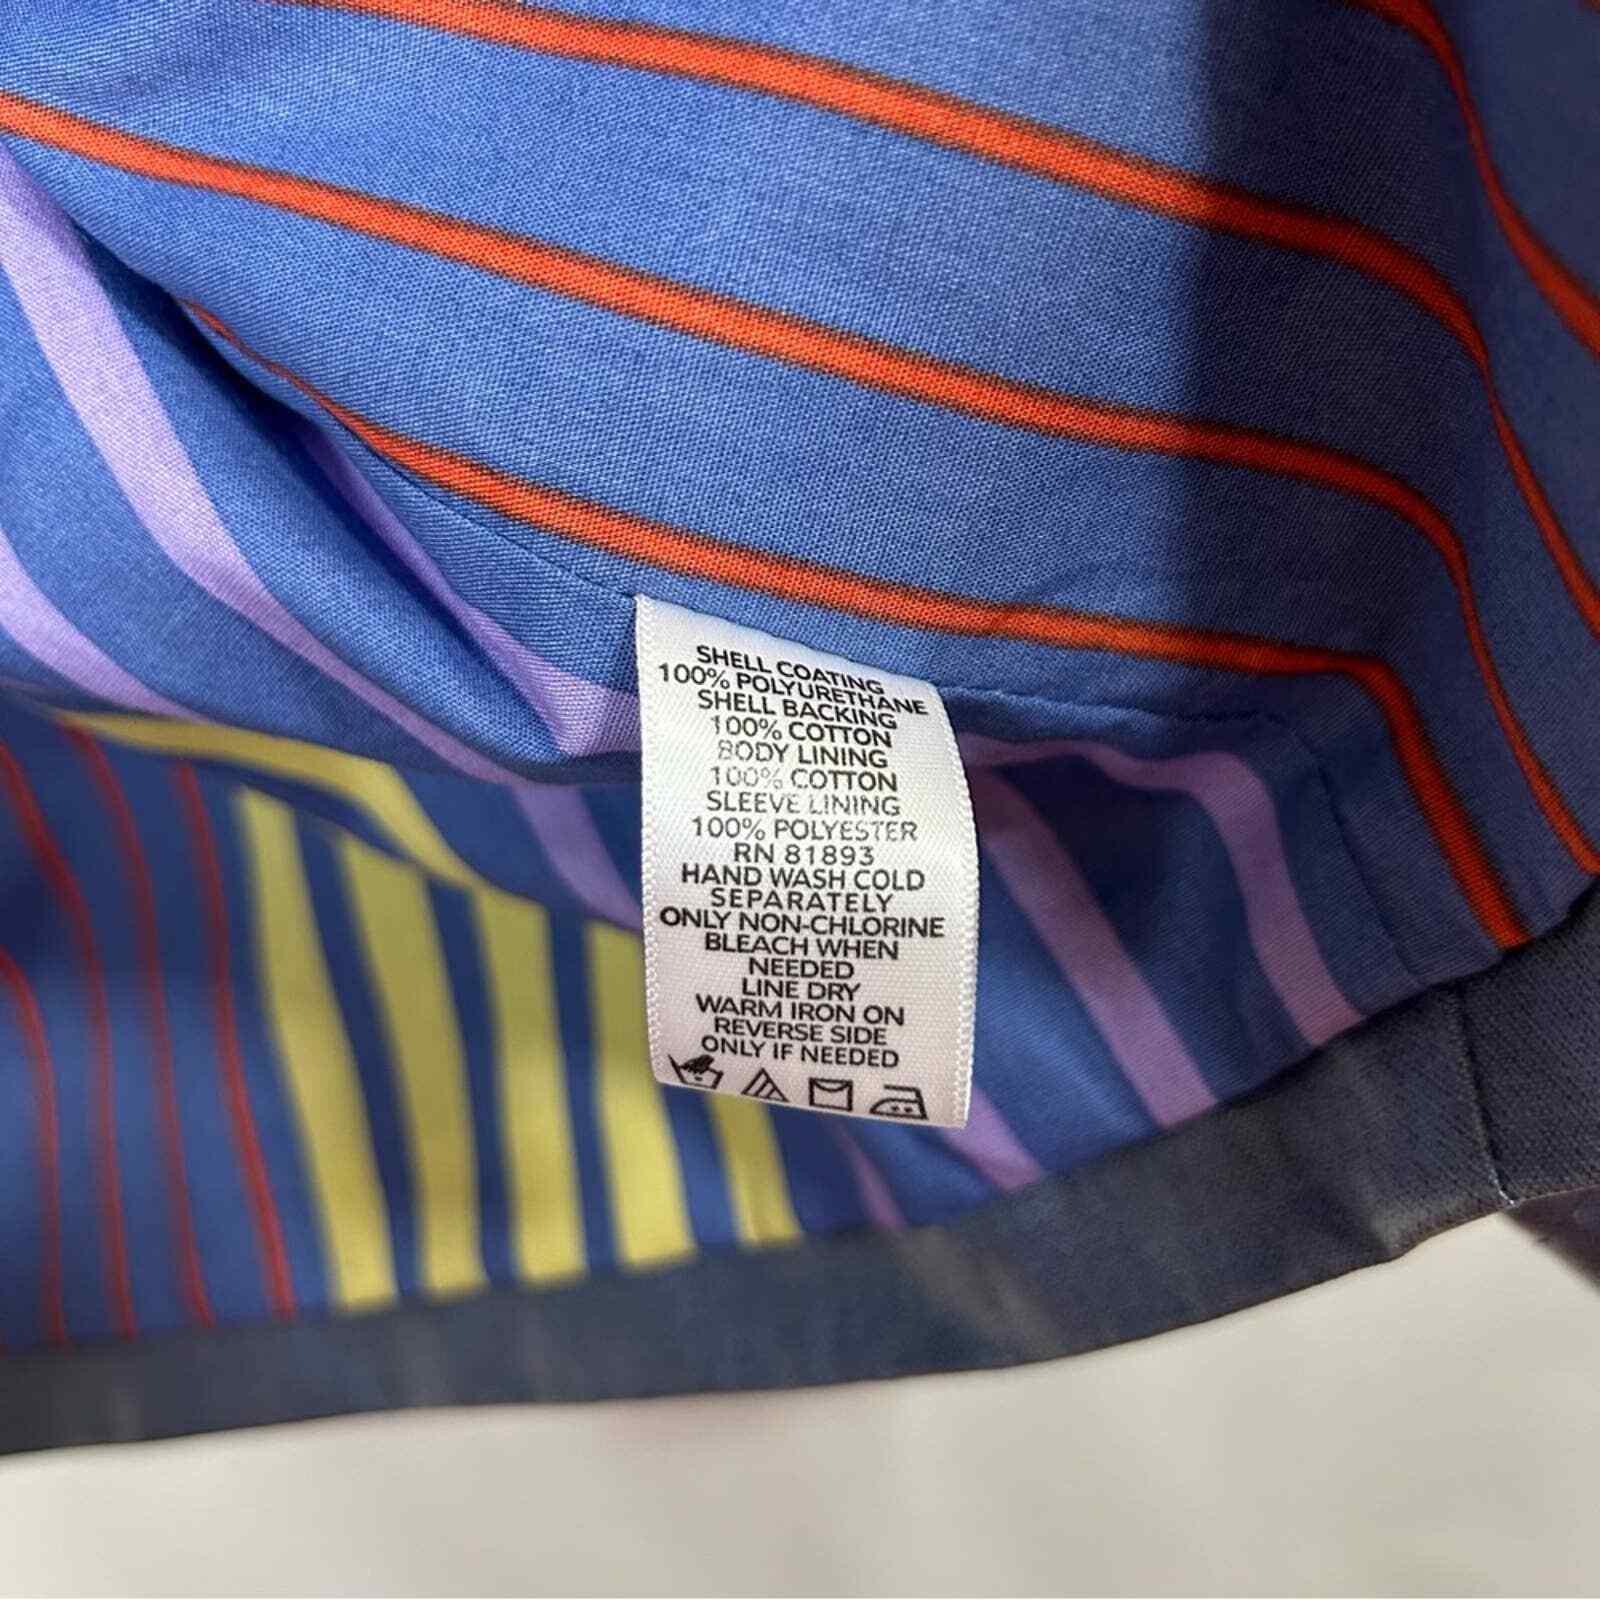 SHELL COATING
100% POLYURETHANE
SHELL BACKING
100% COTTON
BODY LINING
100% COTTON
SLEEVE LINING
100% POLYESTER
RN 81893
HAND WASH COLD
SEPARATELY
ONLY NON-CHLORINE
BLEACH WHEN
NEEDED
LINE DRY
WARM IRON ON
REVERSE SIDE
ONLY IF NEEDED